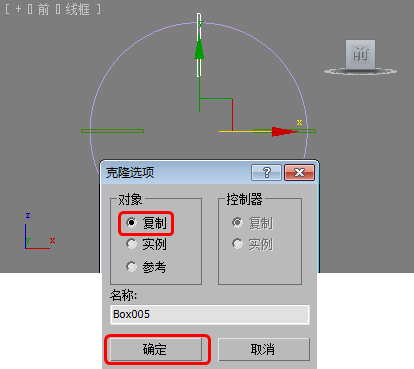 [ + ▯ 前 ▯ 线框 ]
y
x
前
z
y
x
克隆选项
?
对象
控制器
复制
复制
实例
实例
参考
名称:
Box005
确定
取消